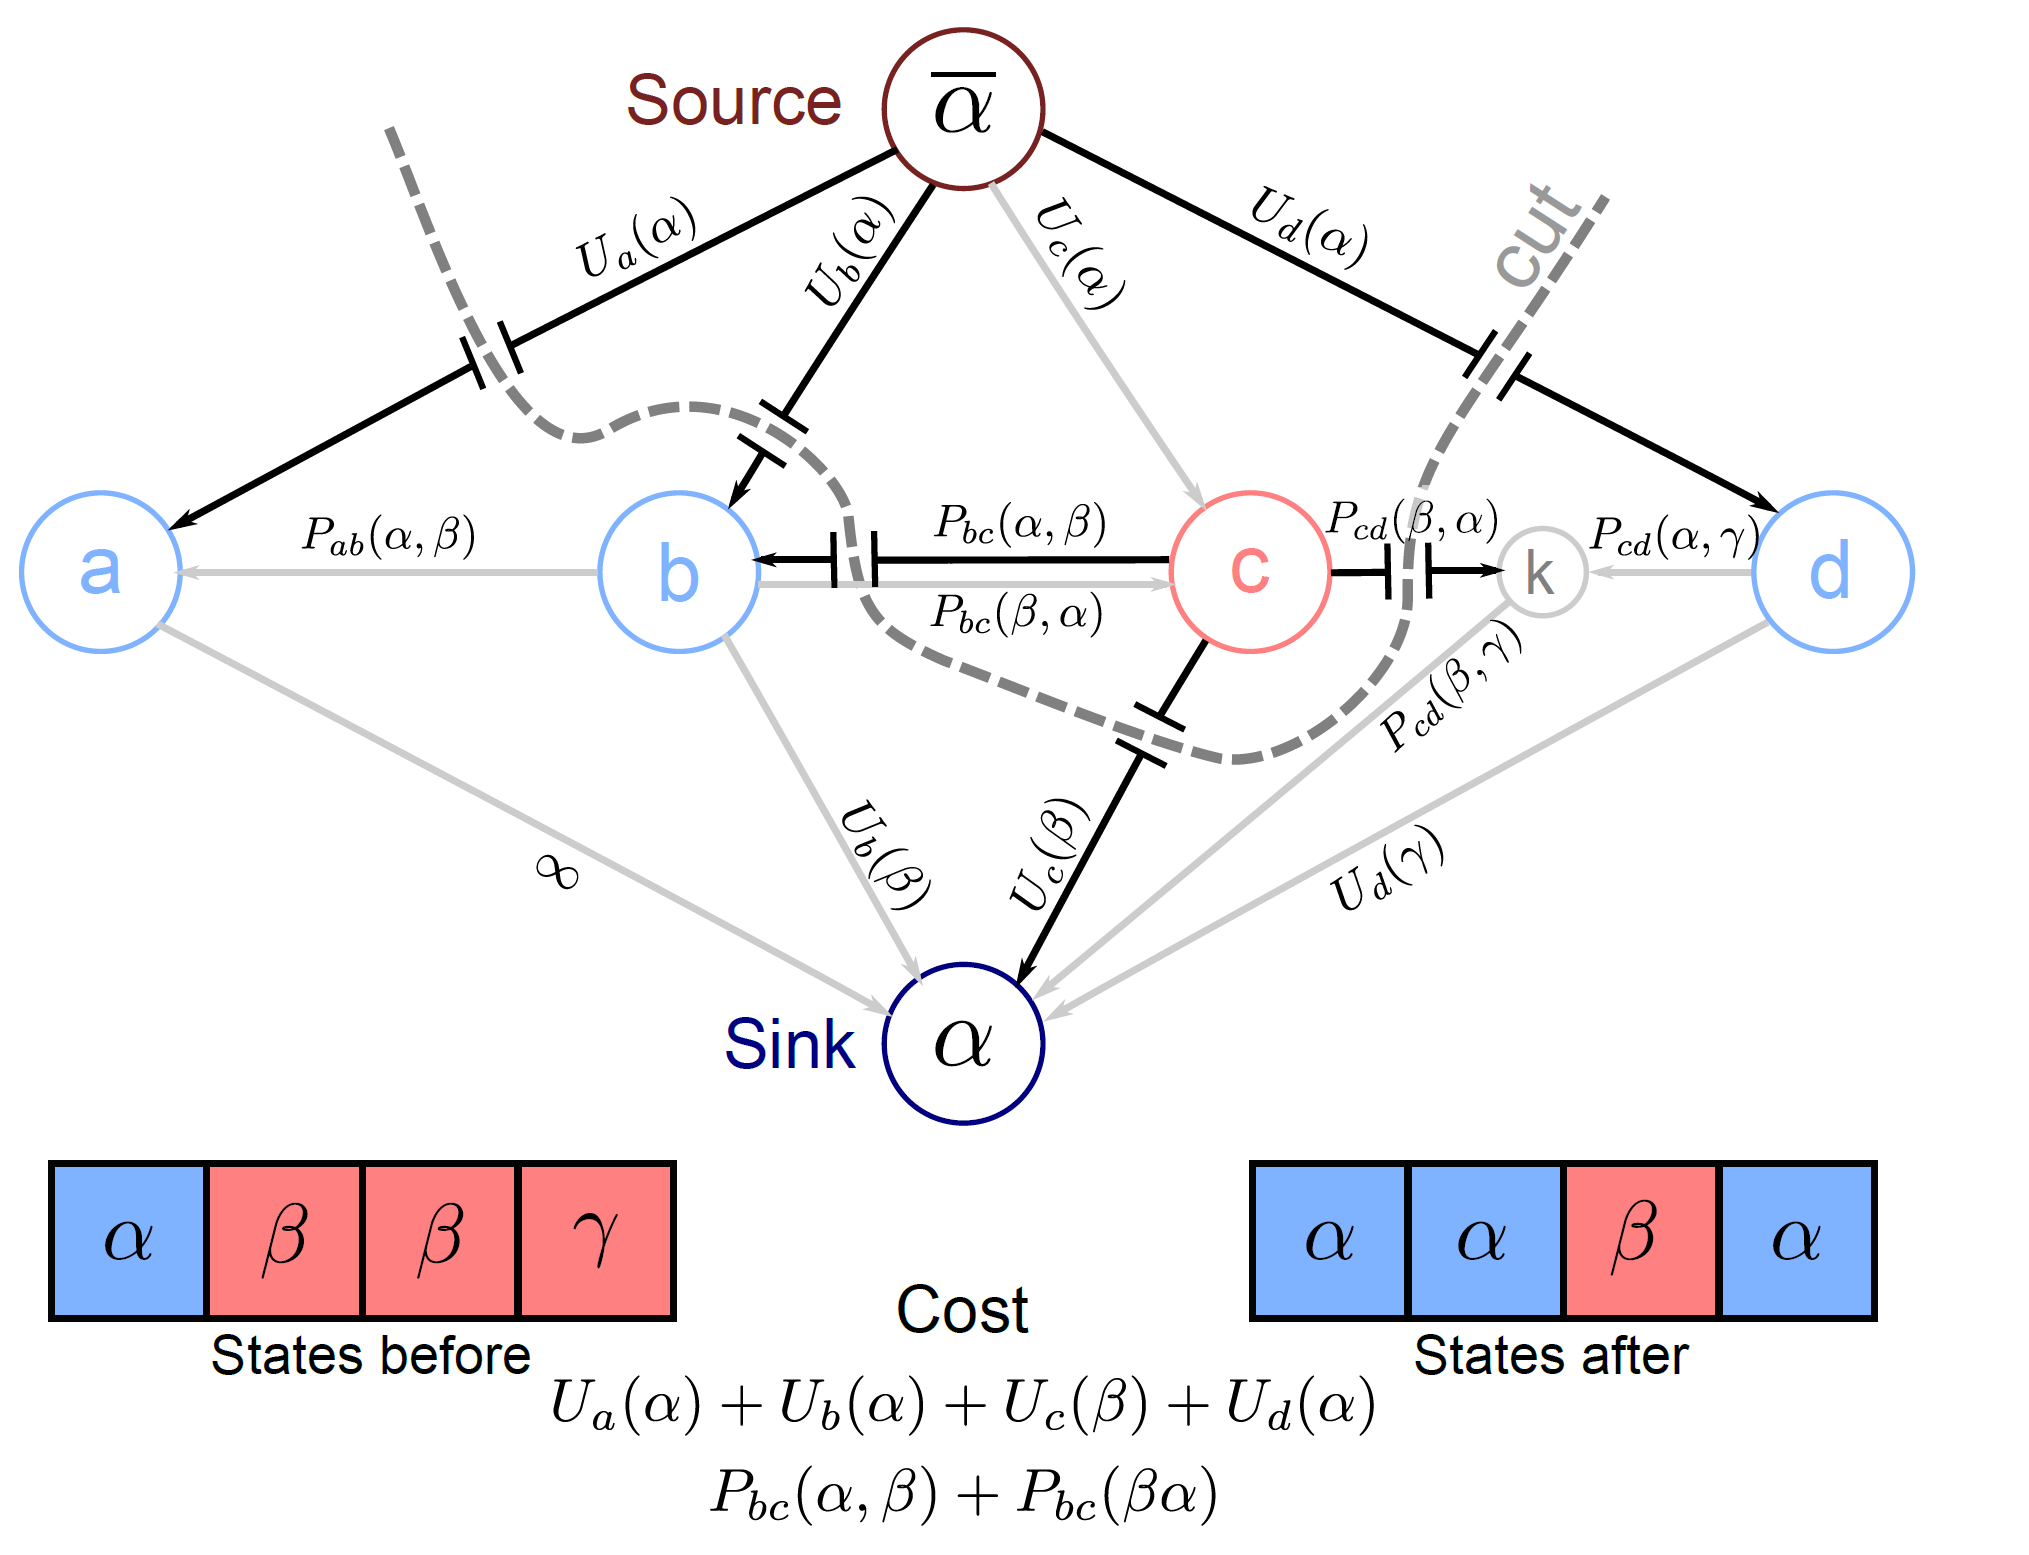 Source
α̅
U_a(α)
U_b(α)
U_c(α)
U_d(α)
cut
a
P_ab(α, β)
b
P_bc(α, β)
P_bc(β, α)
c
P_cd(β, α)
k
P_cd(α, γ)
d
∞
U_b(β)
U_c(β)
P_cd(β, γ)
U_d(γ)
Sink
α
α β β γ
States before
α α β α
States after
Cost
U_a(α) + U_b(α) + U_c(β) + U_d(α)
P_bc(α, β) + P_bc(βα)